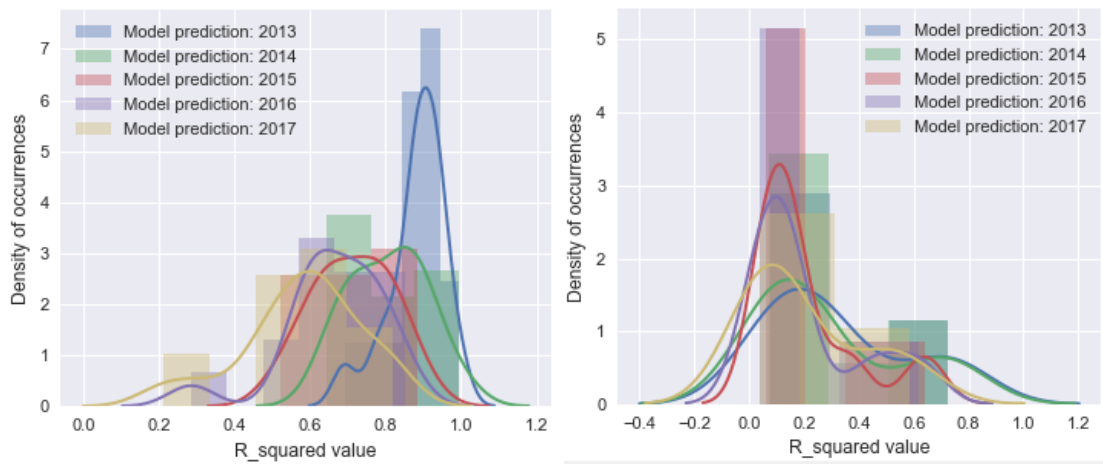 Model prediction: 2013
Model prediction: 2014
Model prediction: 2015
Model prediction: 2016
Model prediction: 2017
Density of occurrences
7
6
5
4
3
2
1
0
0.0 0.2 0.4 0.6 0.8 1.0 1.2
R_squared value
Model prediction: 2013
Model prediction: 2014
Model prediction: 2015
Model prediction: 2016
Model prediction: 2017
Density of occurrences
5
4
3
2
1
0
−0.4 −0.2 0.0 0.2 0.4 0.6 0.8 1.0 1.2
R_squared value